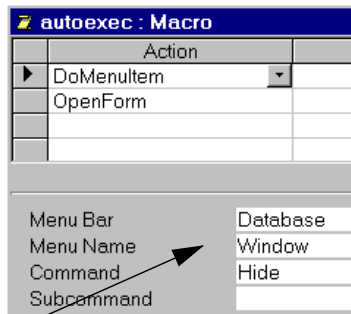 autoexec : Macro
Action
DoMenuItem
OpenForm
Menu Bar Database
Menu Name Window
Command Hide
Subcommand